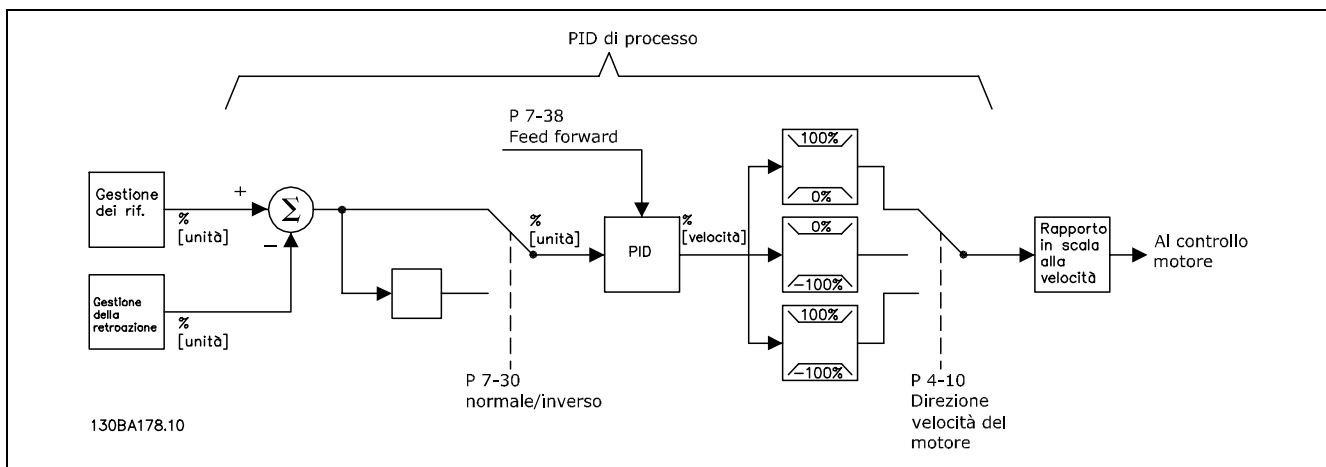 PID di processo
P 7-38
Feed forward
Gestione
dei rif.
+
%
[unità]
Σ
−
Gestione
della
retroazione
%
[unità]
%
[unità]
PID
%
[velocità]
100%
0%
0%
-100%
100%
-100%
Rapporto
in scala
alla
velocità
Al controllo
motore
P 7-30
normale/inverso
P 4-10
Direzione
velocità del
motore
130BA178.10